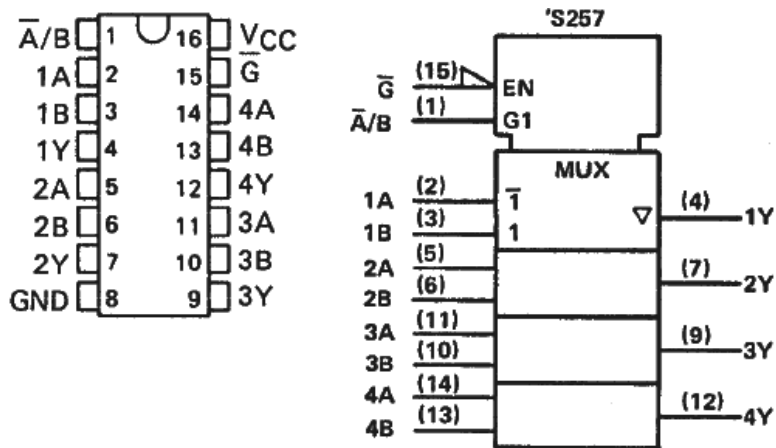 A̅/B 1 16 VCC
1A 2 15 G̅
1B 3 14 4A
1Y 4 13 4B
2A 5 12 4Y
2B 6 11 3A
2Y 7 10 3B
GND 8 9 3Y
'S257
G̅ (15) EN
A̅/B (1) G1
MUX
1A (2) 1̅ ▽ (4) 1Y
1B (3) 1
2A (5) (7) 2Y
2B (6)
3A (11) (9) 3Y
3B (10)
4A (14) (12) 4Y
4B (13)